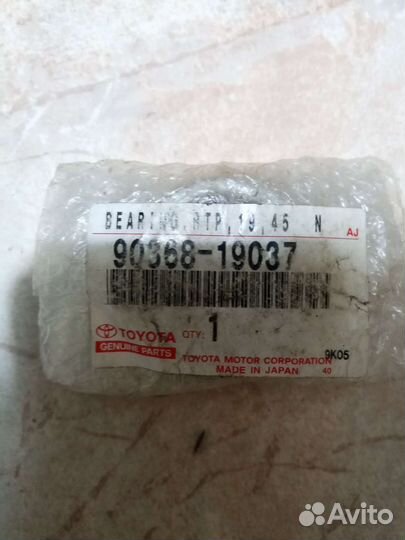 BEARING,RTP,19,45 N AJ
90368-19037
TOYOTA QTY: 1
GENUINE PARTS 9K05
TOYOTA MOTOR CORPORATION
MADE IN JAPAN 40
Avito